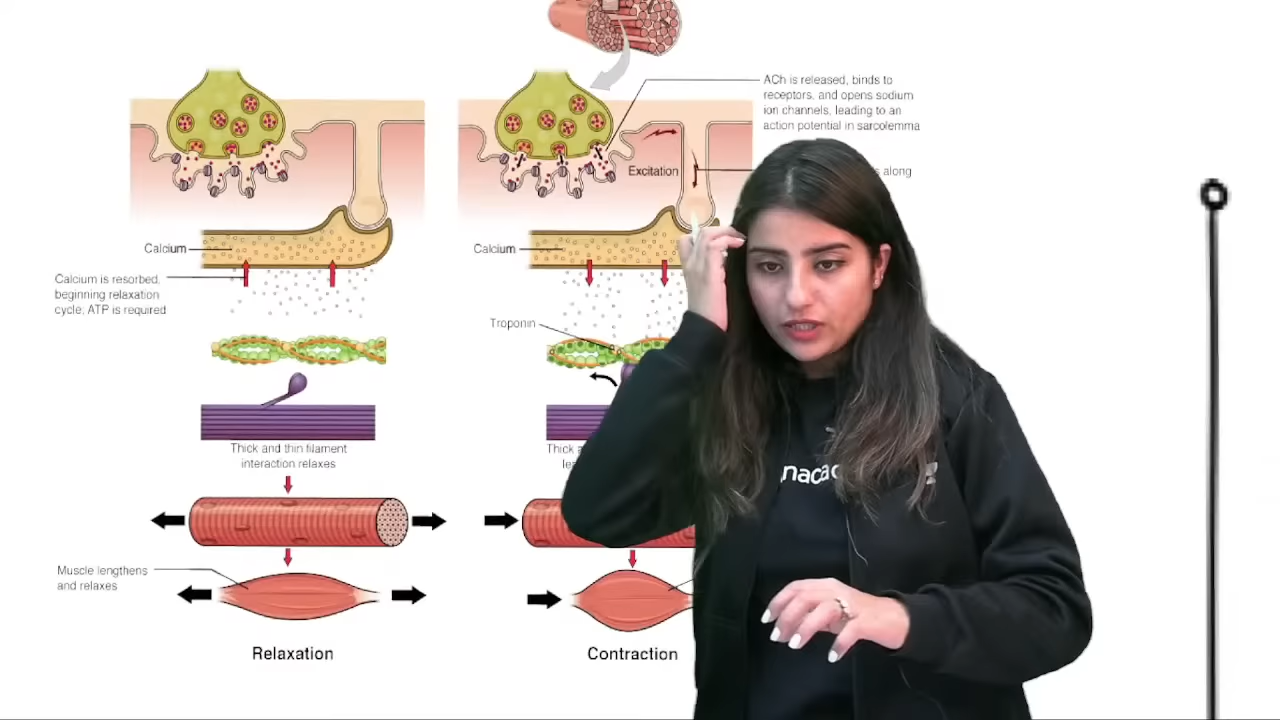 ACh is released, binds to
receptors, and opens sodium
ion channels, leading to an
action potential in sarcolemma
Excitation
along
Calcium
Calcium
Calcium is resorbed,
beginning relaxation
cycle; ATP is required
Troponin
Thick and thin filament
interaction relaxes
Thick
Muscle lengthens
and relaxes
Relaxation
Contraction